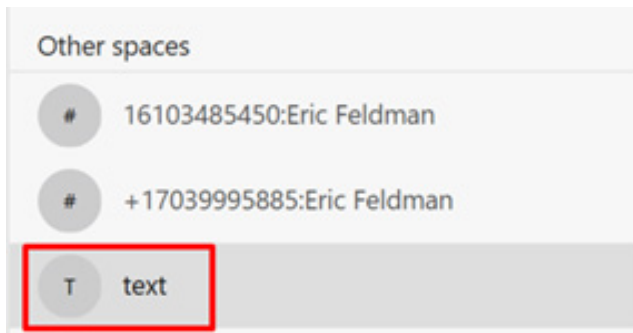 Other spaces
# 16103485450:Eric Feldman
# +17039995885:Eric Feldman
T text